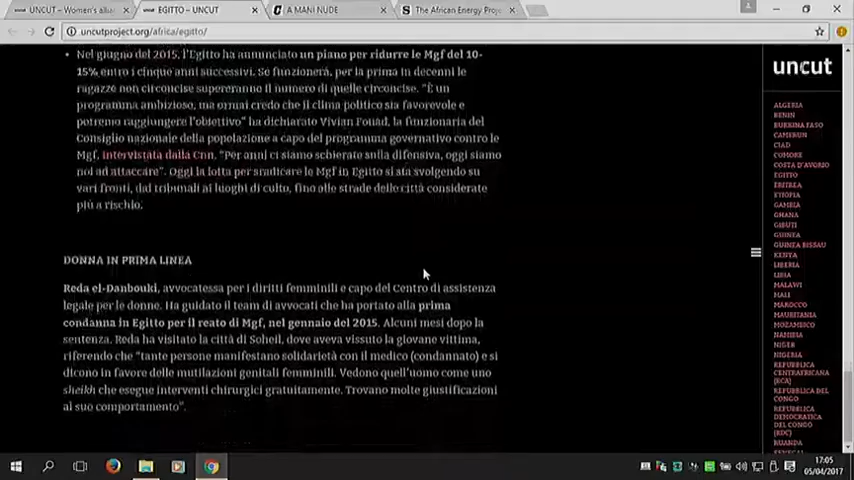 UNCUT – Women's allia
EGITTO – UNCUT
A MANI NUDE
The African Energy Proje
uncutproject.org/africa/egitto/
Nel giugno del 2015, l'Egitto ha annunciato un piano per ridurre le Mgf del 10-
15% entro i cinque anni successivi. Se funzionerà, per la prima in decenni le
ragazze non circoncise supereranno il numero di quelle circoncise. "È un
programma ambizioso, ma ormai credo che il clima politico sia favorevole e
potremo raggiungere l'obiettivo" ha dichiarato Vivian Fouad, la funzionaria del
Consiglio nazionale della popolazione a capo del programma governativo contro le
Mgf, intervistata dalla Cnn. "Per anni ci siamo schierate sulla difensiva, oggi siamo
noi ad attaccare". Oggi la lotta per sradicare le Mgf in Egitto si sta svolgendo su
vari fronti, dai tribunali ai luoghi di culto, fino alle strade delle città considerate
più a rischio.
DONNA IN PRIMA LINEA
Reda el-Danbouki, avvocatessa per i diritti femminili e capo del Centro di assistenza
legale per le donne. Ha guidato il team di avvocati che ha portato alla prima
condanna in Egitto per il reato di Mgf, nel gennaio del 2015. Alcuni mesi dopo la
sentenza, Reda ha visitato la città di Soheil, dove aveva vissuto la giovane vittima,
riferendo che "tante persone manifestano solidarietà con il medico (condannato) e si
dicono in favore delle mutilazioni genitali femminili. Vedono quell'uomo come uno
sheikh che esegue interventi chirurgici gratuitamente. Trovano molte giustificazioni
al suo comportamento".
uncut
ALGERIA
BENIN
BURKINA FASO
CAMERUN
CIAD
COMORE
COSTA D'AVORIO
EGITTO
ERITREA
ETIOPIA
GAMBIA
GHANA
GIBUTI
GUINEA
GUINEA BISSAU
KENYA
LIBERIA
LIBIA
MALAWI
MALI
MAROCCO
MAURITANIA
MOZAMBICO
NAMIBIA
NIGER
NIGERIA
REPUBBLICA
CENTRAFRICANA
(RCA)
REPUBBLICA DEL
CONGO
REPUBBLICA
DEMOCRATICA
DEL CONGO
(RDC)
RUANDA
SENEGAL
17:05
05/04/2017